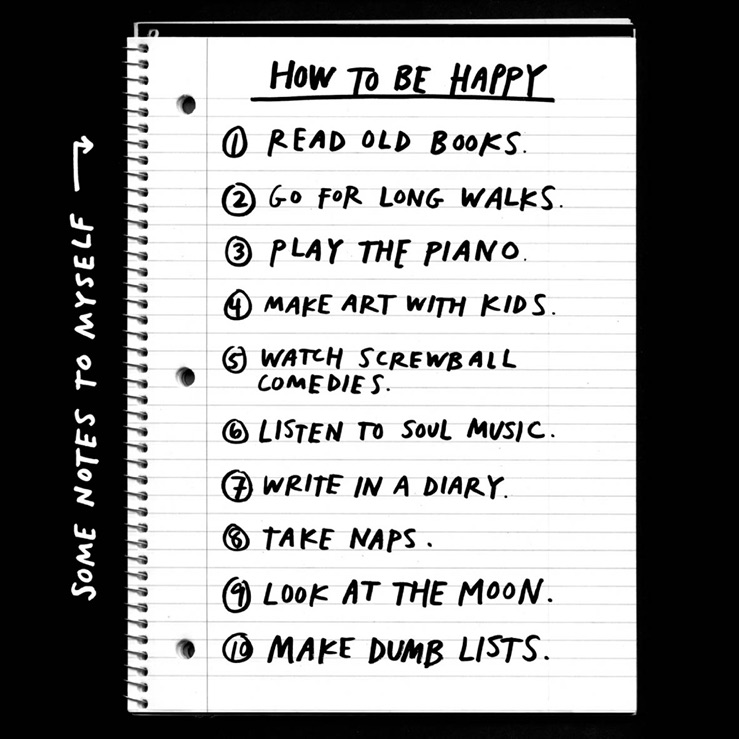 SOME NOTES TO MYSELF →
HOW TO BE HAPPY
① READ OLD BOOKS.
② GO FOR LONG WALKS.
③ PLAY THE PIANO.
④ MAKE ART WITH KIDS.
⑤ WATCH SCREWBALL
COMEDIES.
⑥ LISTEN TO SOUL MUSIC.
⑦ WRITE IN A DIARY.
⑧ TAKE NAPS.
⑨ LOOK AT THE MOON.
⑩ MAKE DUMB LISTS.